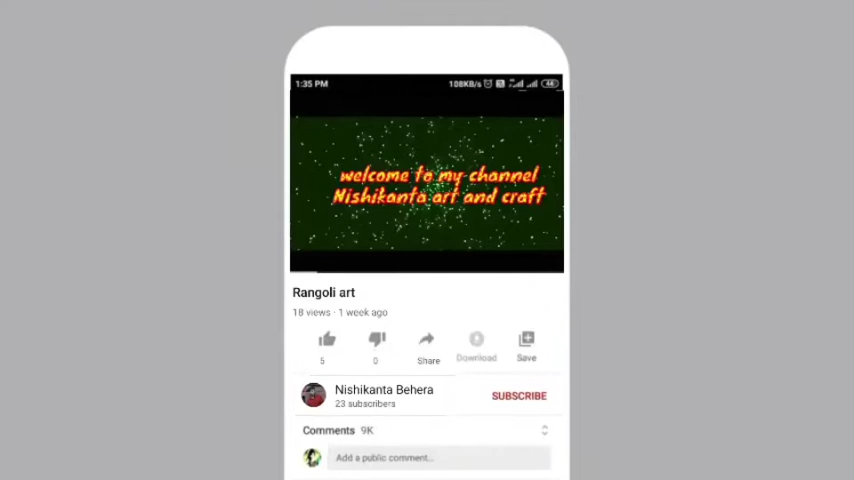 1:35 PM 108KB/s 44
welcome to my channel
Nishikanta art and craft
Rangoli art
18 views · 1 week ago
5 0 Share Download Save
Nishikanta Behera
23 subscribers
SUBSCRIBE
Comments 9K
Add a public comment...